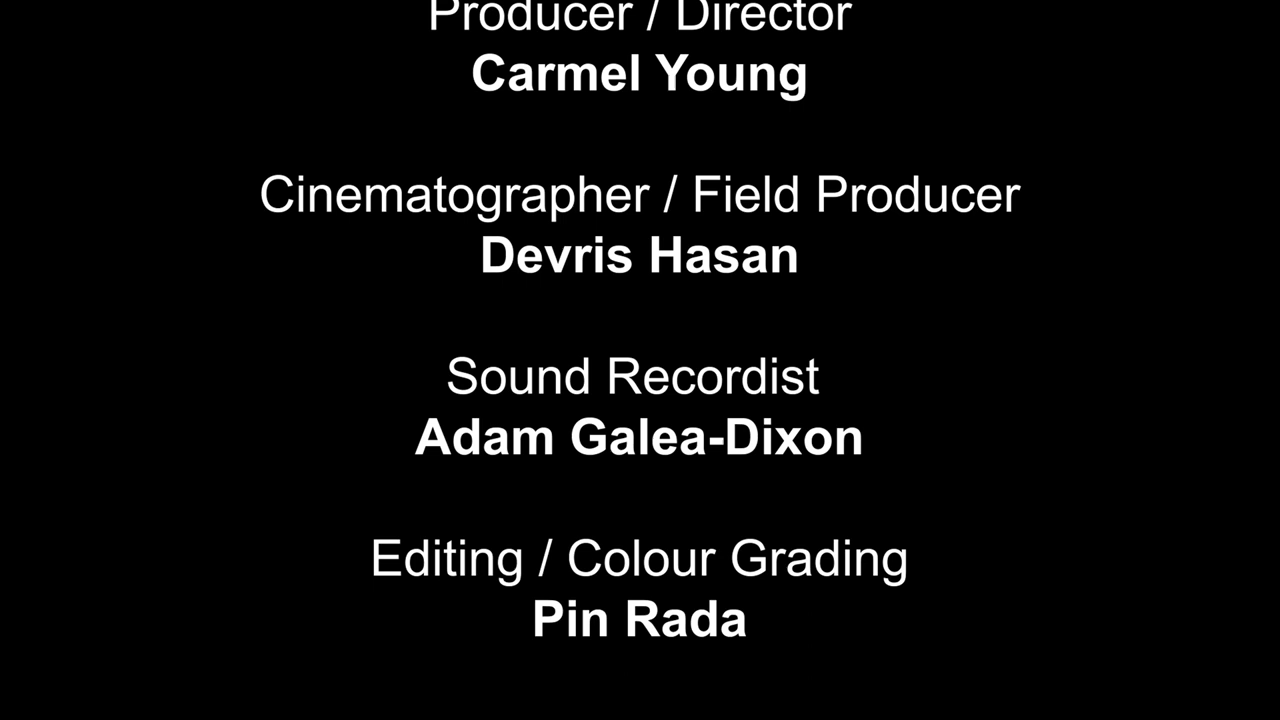 Producer / Director
Carmel Young
Cinematographer / Field Producer
Devris Hasan
Sound Recordist
Adam Galea-Dixon
Editing / Colour Grading
Pin Rada